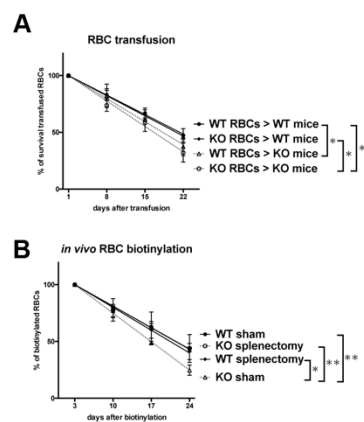 A
RBC transfusion
% of survival transfused RBCs
100
50
0
1 8 15 22
days after transfusion
WT RBCs > WT mice
KO RBCs > WT mice
WT RBCs > KO mice
KO RBCs > KO mice
* * *
B
in vivo RBC biotinylation
% of biotinylated RBCs
100
50
0
3 10 17 24
days after biotinylation
WT sham
KO splenectomy
WT splenectomy
KO sham
* ** **